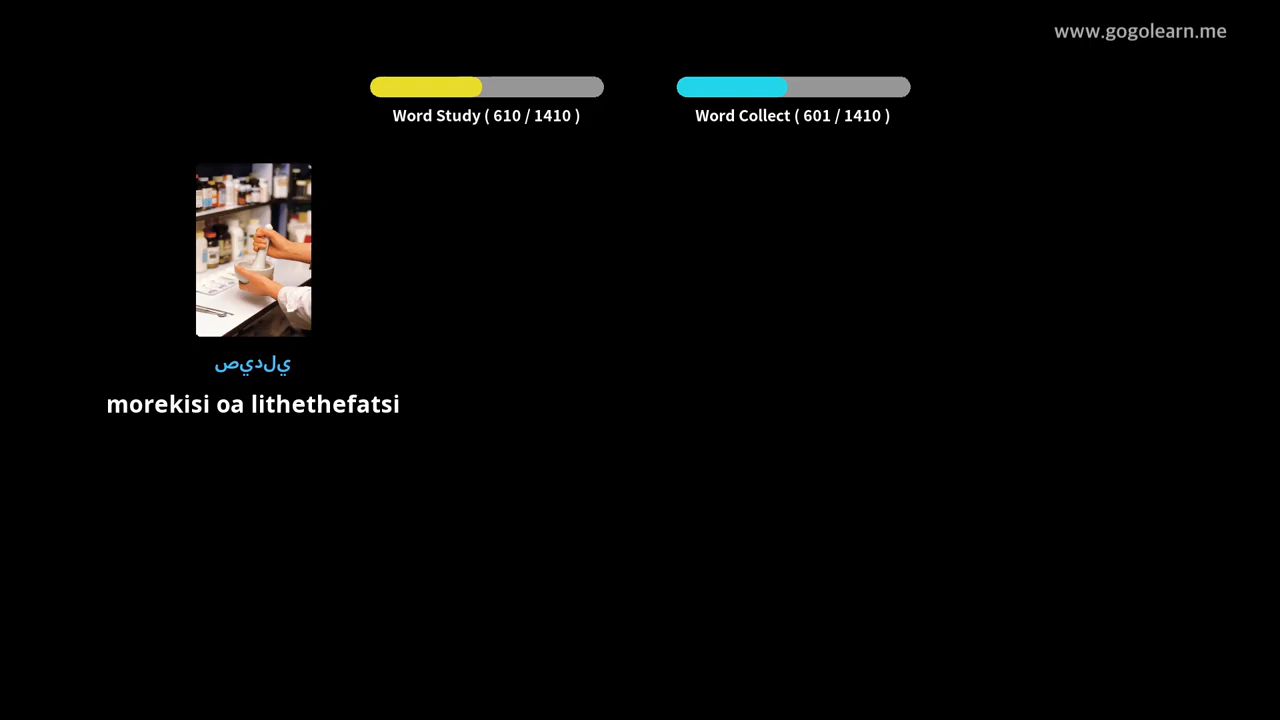 www.gogolearn.me
Word Study ( 610 / 1410 )
Word Collect ( 601 / 1410 )
صيدلي
morekisi oa lithethefatsi